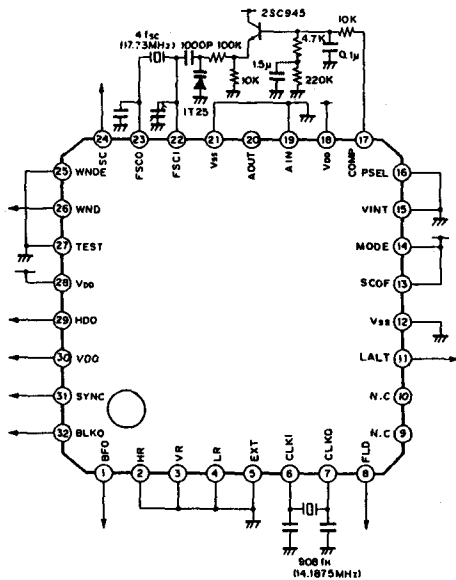 2SC945
4fsc
(17.73MHz)
1000P
100K
10K
4.7K
10K
0.1μ
1.5μ
220K
1T25
24 SC
23 FSCO
22 FSCI
21 Vss
20 AOUT
19 AIN
18 VDD
17 COMP
25 WNDE
26 WND
27 TEST
28 VDD
29 HDO
30 VDO
31 SYNC
32 BLKO
PSEL 16
VINT 15
MODE 14
SCOF 13
Vss 12
LALT 11
N.C 10
N.C 9
1 BFO
2 HR
3 VR
4 LR
5 EXT
6 CLKI
7 CLKO
8 FLD
908fH
(14.1875MHz)